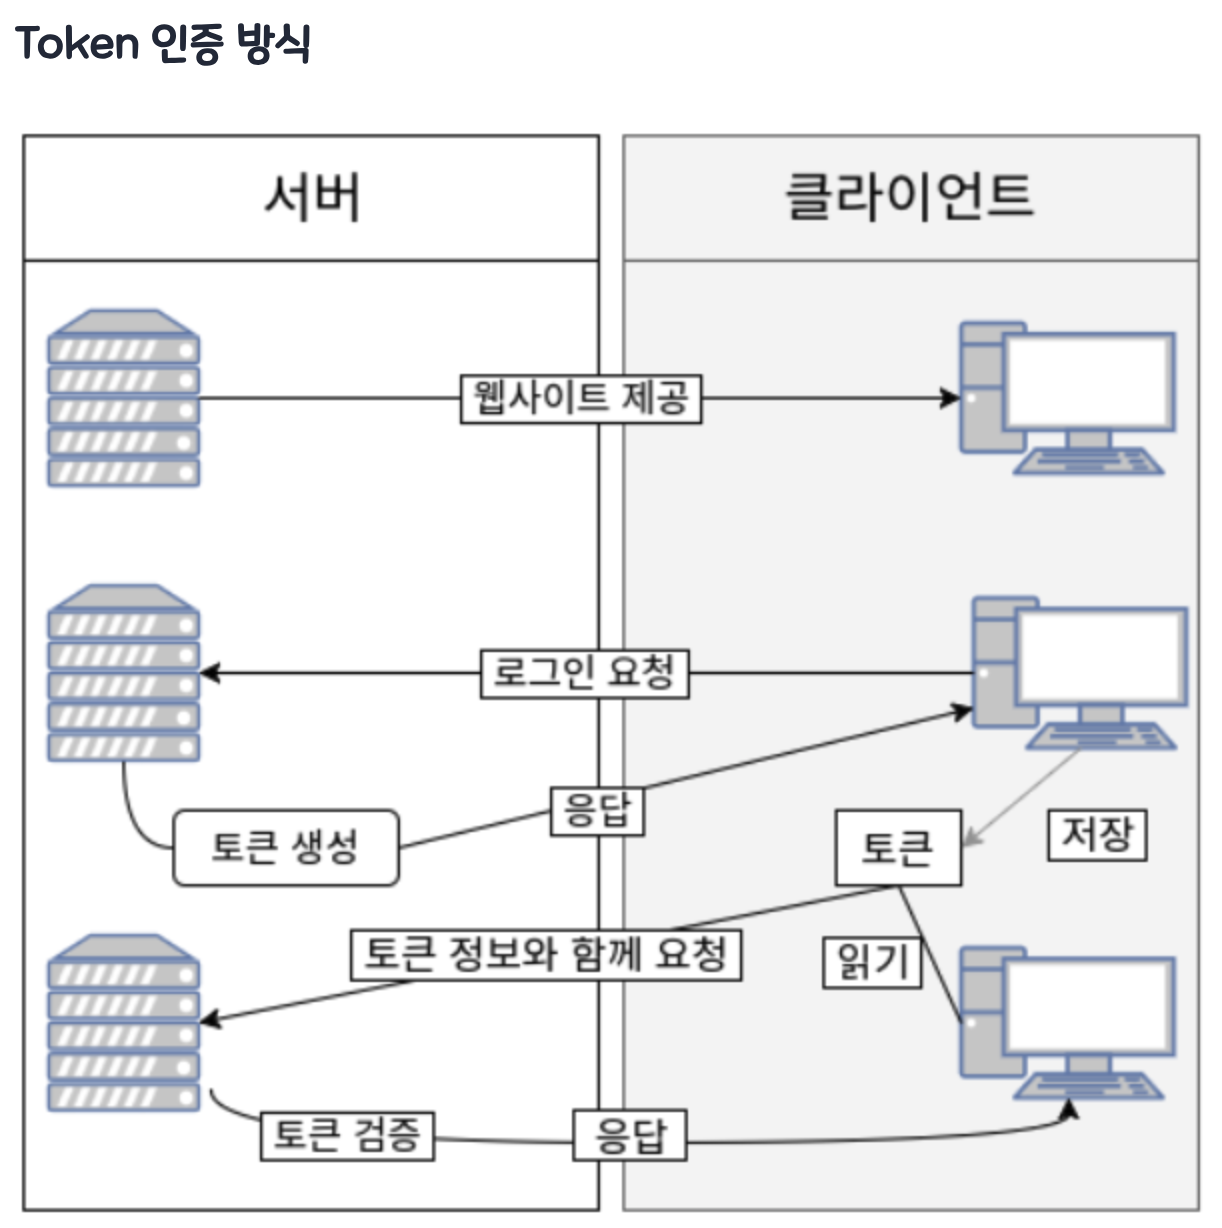 Token 인증 방식
서버
클라이언트
웹사이트 제공
로그인 요청
응답
토큰 생성
토큰
저장
토큰 정보와 함께 요청
읽기
토큰 검증
응답